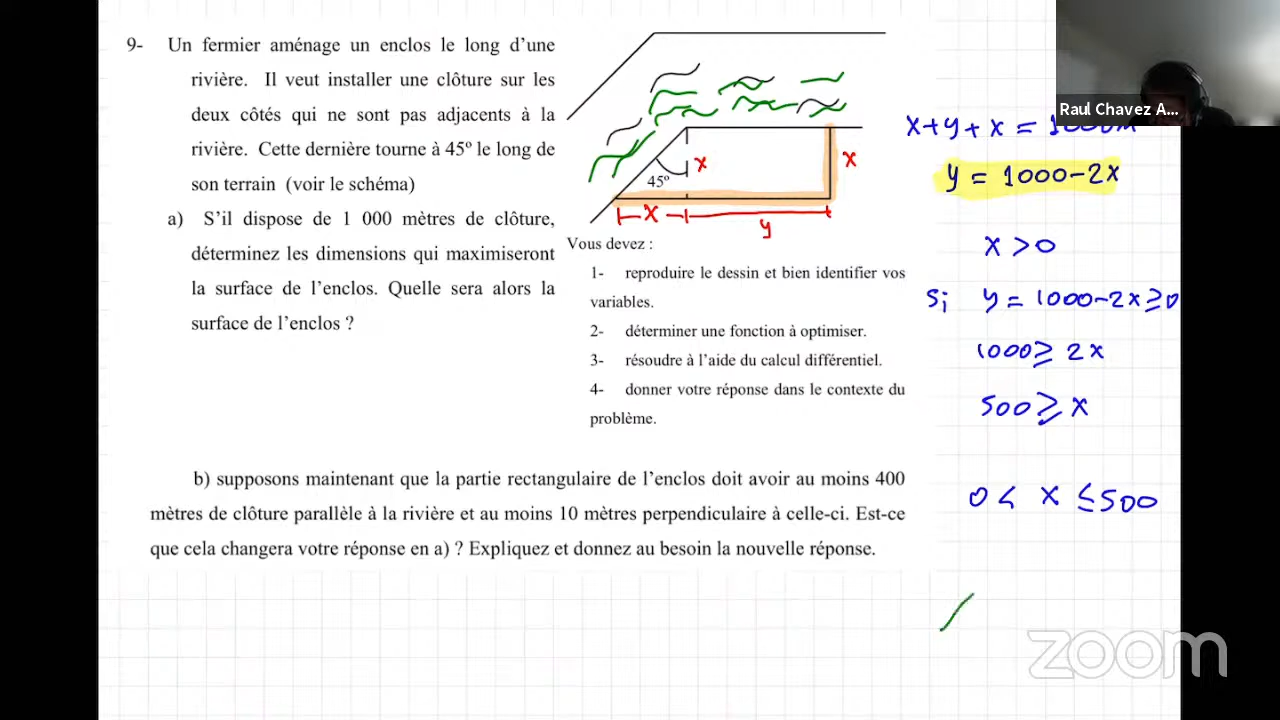 9- Un fermier aménage un enclos le long d’une
rivière. Il veut installer une clôture sur les
deux côtés qui ne sont pas adjacents à la
rivière. Cette dernière tourne à 45º le long de
son terrain (voir le schéma)
a) S’il dispose de 1 000 mètres de clôture,
déterminez les dimensions qui maximiseront
la surface de l’enclos. Quelle sera alors la
surface de l’enclos ?
45º
x
x
x
y
Vous devez :
1- reproduire le dessin et bien identifier vos
variables.
2- déterminer une fonction à optimiser.
3- résoudre à l’aide du calcul différentiel.
4- donner votre réponse dans le contexte du
problème.
b) supposons maintenant que la partie rectangulaire de l’enclos doit avoir au moins 400
mètres de clôture parallèle à la rivière et au moins 10 mètres perpendiculaire à celle-ci. Est-ce
que cela changera votre réponse en a) ? Expliquez et donnez au besoin la nouvelle réponse.
Raul Chavez A...
x+y+x = 1000m
y = 1000-2x
x > 0
Si y = 1000-2x ≥ 0
1000 ≥ 2x
500 ≥ x
0 < x ≤ 500
zoom